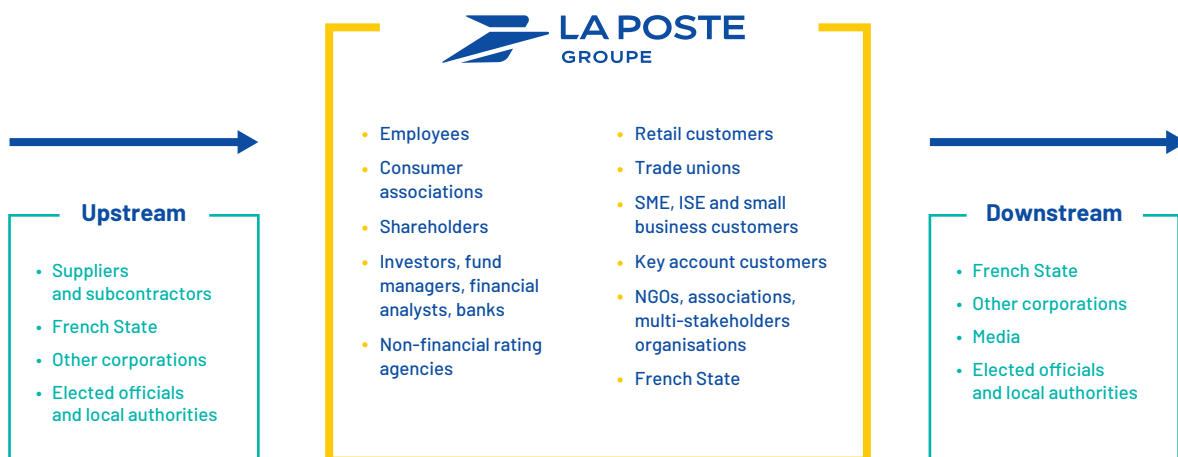 LA POSTE
GROUPE
Upstream
• Suppliers
and subcontractors
• French State
• Other corporations
• Elected officials
and local authorities
• Employees
• Consumer
associations
• Shareholders
• Investors, fund
managers, financial
analysts, banks
• Non-financial rating
agencies
• Retail customers
• Trade unions
• SME, ISE and small
business customers
• Key account customers
• NGOs, associations,
multi-stakeholders
organisations
• French State
Downstream
• French State
• Other corporations
• Media
• Elected officials
and local authorities